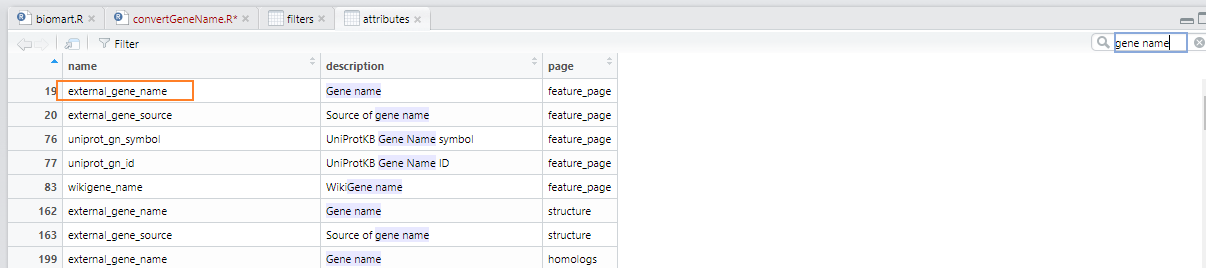 biomart.R convertGeneName.R* filters attributes
Filter gene name
name description page
19 external_gene_name Gene name feature_page
20 external_gene_source Source of gene name feature_page
76 uniprot_gn_symbol UniProtKB Gene Name symbol feature_page
77 uniprot_gn_id UniProtKB Gene Name ID feature_page
83 wikigene_name WikiGene name feature_page
162 external_gene_name Gene name structure
163 external_gene_source Source of gene name structure
199 external_gene_name Gene name homologs